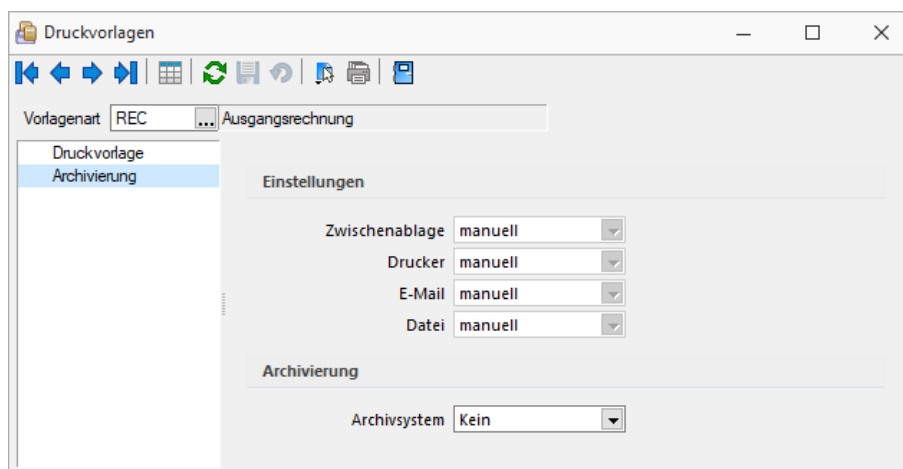 Druckvorlagen
Vorlagenart REC ... Ausgangsrechnung
Druckvorlage
Archivierung
Einstellungen
Zwischenablage manuell
Drucker manuell
E-Mail manuell
Datei manuell
Archivierung
Archivsystem Kein